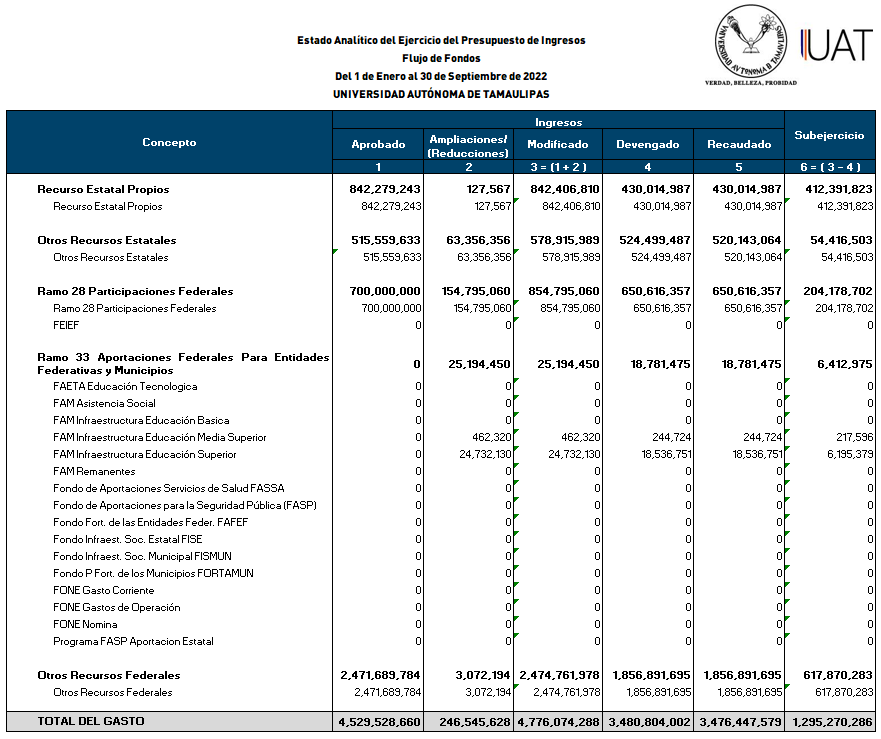 Estado Analítico del Ejercicio del Presupuesto de Ingresos
Flujo de Fondos
Del 1 de Enero al 30 de Septiembre de 2022
UNIVERSIDAD AUTÓNOMA DE TAMAULIPAS
UNIVERSIDAD AVTONOMA D TAMAVLIPAS
VERDAD, BELLEZA, PROBIDAD
UAT
Concepto Ingresos Subejercicio
Aprobado Ampliaciones/ (Reducciones) Modificado Devengado Recaudado
1 2 3 = (1 + 2 ) 4 5 6 = ( 3 - 4 )
Recurso Estatal Propios 842,279,243 127,567 842,406,810 430,014,987 430,014,987 412,391,823
Recurso Estatal Propios 842,279,243 127,567 842,406,810 430,014,987 430,014,987 412,391,823
Otros Recursos Estatales 515,559,633 63,356,356 578,915,989 524,499,487 520,143,064 54,416,503
Otros Recursos Estatales 515,559,633 63,356,356 578,915,989 524,499,487 520,143,064 54,416,503
Ramo 28 Participaciones Federales 700,000,000 154,795,060 854,795,060 650,616,357 650,616,357 204,178,702
Ramo 28 Participaciones Federales 700,000,000 154,795,060 854,795,060 650,616,357 650,616,357 204,178,702
FEIEF 0 0 0 0 0 0
Ramo 33 Aportaciones Federales Para Entidades
Federativas y Municipios 0 25,194,450 25,194,450 18,781,475 18,781,475 6,412,975
FAETA Educación Tecnologica 0 0 0 0 0 0
FAM Asistencia Social 0 0 0 0 0 0
FAM Infraestructura Educación Basica 0 0 0 0 0 0
FAM Infraestructura Educación Media Superior 0 462,320 462,320 244,724 244,724 217,596
FAM Infraestructura Educación Superior 0 24,732,130 24,732,130 18,536,751 18,536,751 6,195,379
FAM Remanentes 0 0 0 0 0 0
Fondo de Aportaciones Servicios de Salud FASSA 0 0 0 0 0 0
Fondo de Aportaciones para la Seguridad Pública (FASP) 0 0 0 0 0 0
Fondo Fort. de las Entidades Feder. FAFEF 0 0 0 0 0 0
Fondo Infraest. Soc. Estatal FISE 0 0 0 0 0 0
Fondo Infraest. Soc. Municipal FISMUN 0 0 0 0 0 0
Fondo P Fort. de los Municipios FORTAMUN 0 0 0 0 0 0
FONE Gasto Corriente 0 0 0 0 0 0
FONE Gastos de Operación 0 0 0 0 0 0
FONE Nomina 0 0 0 0 0 0
Programa FASP Aportacion Estatal 0 0 0 0 0 0
Otros Recursos Federales 2,471,689,784 3,072,194 2,474,761,978 1,856,891,695 1,856,891,695 617,870,283
Otros Recursos Federales 2,471,689,784 3,072,194 2,474,761,978 1,856,891,695 1,856,891,695 617,870,283
TOTAL DEL GASTO 4,529,528,660 246,545,628 4,776,074,288 3,480,804,002 3,476,447,579 1,295,270,286